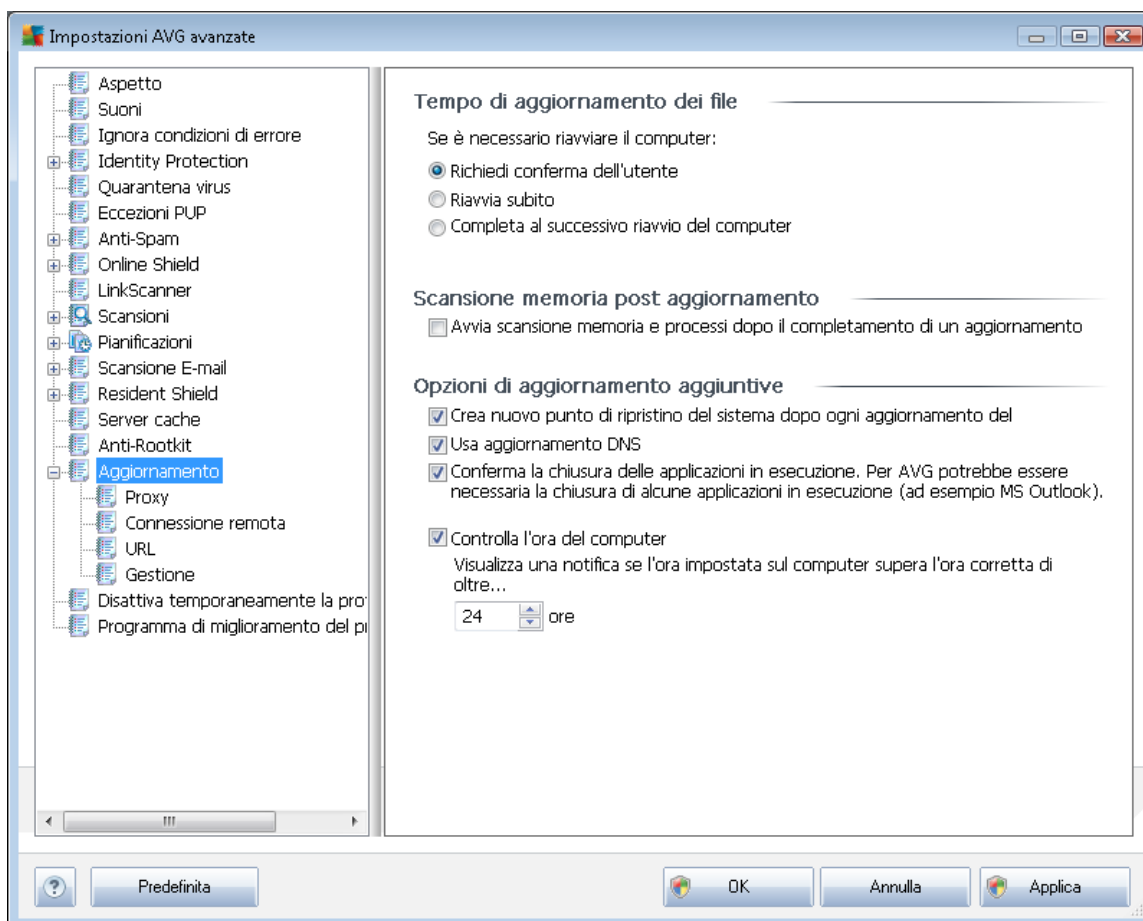 Impostazioni AVG avanzate
Aspetto
Suoni
Ignora condizioni di errore
Identity Protection
Quarantena virus
Eccezioni PUP
Anti-Spam
Online Shield
LinkScanner
Scansioni
Pianificazioni
Scansione E-mail
Resident Shield
Server cache
Anti-Rootkit
Aggiornamento
Proxy
Connessione remota
URL
Gestione
Disattiva temporaneamente la pro
Programma di miglioramento del p
Tempo di aggiornamento dei file
Se è necessario riavviare il computer:
Richiedi conferma dell'utente
Riavvia subito
Completa al successivo riavvio del computer
Scansione memoria post aggiornamento
Avvia scansione memoria e processi dopo il completamento di un aggiornamento
Opzioni di aggiornamento aggiuntive
Crea nuovo punto di ripristino del sistema dopo ogni aggiornamento del
Usa aggiornamento DNS
Conferma la chiusura delle applicazioni in esecuzione. Per AVG potrebbe essere
necessaria la chiusura di alcune applicazioni in esecuzione (ad esempio MS Outlook).
Controlla l'ora del computer
Visualizza una notifica se l'ora impostata sul computer supera l'ora corretta di
oltre...
24 ore
? Predefinita OK Annulla Applica